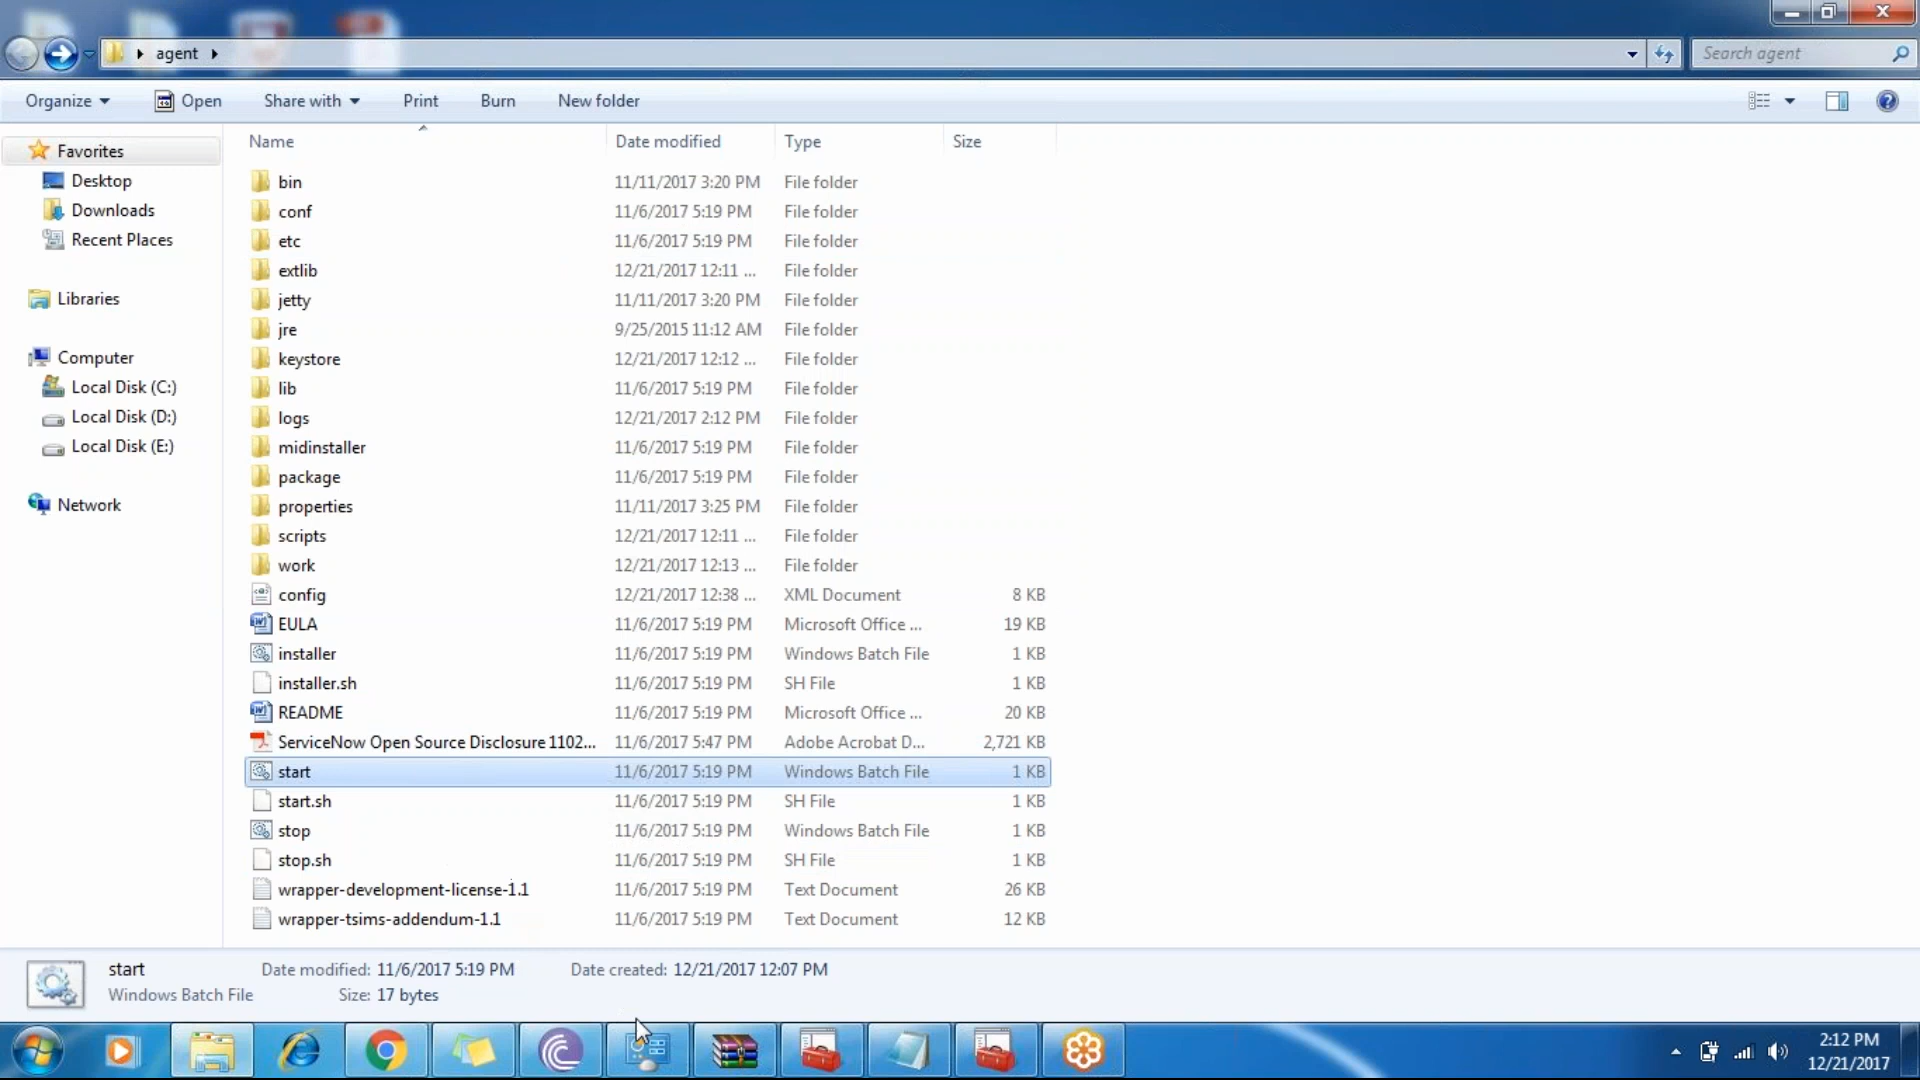 agent
Search agent
Organize Open Share with Print Burn New folder
Name Date modified Type Size
Favorites
Desktop
Downloads
Recent Places
Libraries
Computer
Local Disk (C:)
Local Disk (D:)
Local Disk (E:)
Network
bin 11/11/2017 3:20 PM File folder
conf 11/6/2017 5:19 PM File folder
etc 11/6/2017 5:19 PM File folder
extlib 12/21/2017 12:11 ... File folder
jetty 11/11/2017 3:20 PM File folder
jre 9/25/2015 11:12 AM File folder
keystore 12/21/2017 12:12 ... File folder
lib 11/6/2017 5:19 PM File folder
logs 12/21/2017 2:12 PM File folder
midinstaller 11/6/2017 5:19 PM File folder
package 11/6/2017 5:19 PM File folder
properties 11/11/2017 3:25 PM File folder
scripts 12/21/2017 12:11 ... File folder
work 12/21/2017 12:13 ... File folder
config 12/21/2017 12:38 ... XML Document 8 KB
EULA 11/6/2017 5:19 PM Microsoft Office ... 19 KB
installer 11/6/2017 5:19 PM Windows Batch File 1 KB
installer.sh 11/6/2017 5:19 PM SH File 1 KB
README 11/6/2017 5:19 PM Microsoft Office ... 20 KB
ServiceNow Open Source Disclosure 1102... 11/6/2017 5:47 PM Adobe Acrobat D... 2,721 KB
start 11/6/2017 5:19 PM Windows Batch File 1 KB
start.sh 11/6/2017 5:19 PM SH File 1 KB
stop 11/6/2017 5:19 PM Windows Batch File 1 KB
stop.sh 11/6/2017 5:19 PM SH File 1 KB
wrapper-development-license-1.1 11/6/2017 5:19 PM Text Document 26 KB
wrapper-tsims-addendum-1.1 11/6/2017 5:19 PM Text Document 12 KB
start Date modified: 11/6/2017 5:19 PM Date created: 12/21/2017 12:07 PM
Windows Batch File Size: 17 bytes
2:12 PM
12/21/2017